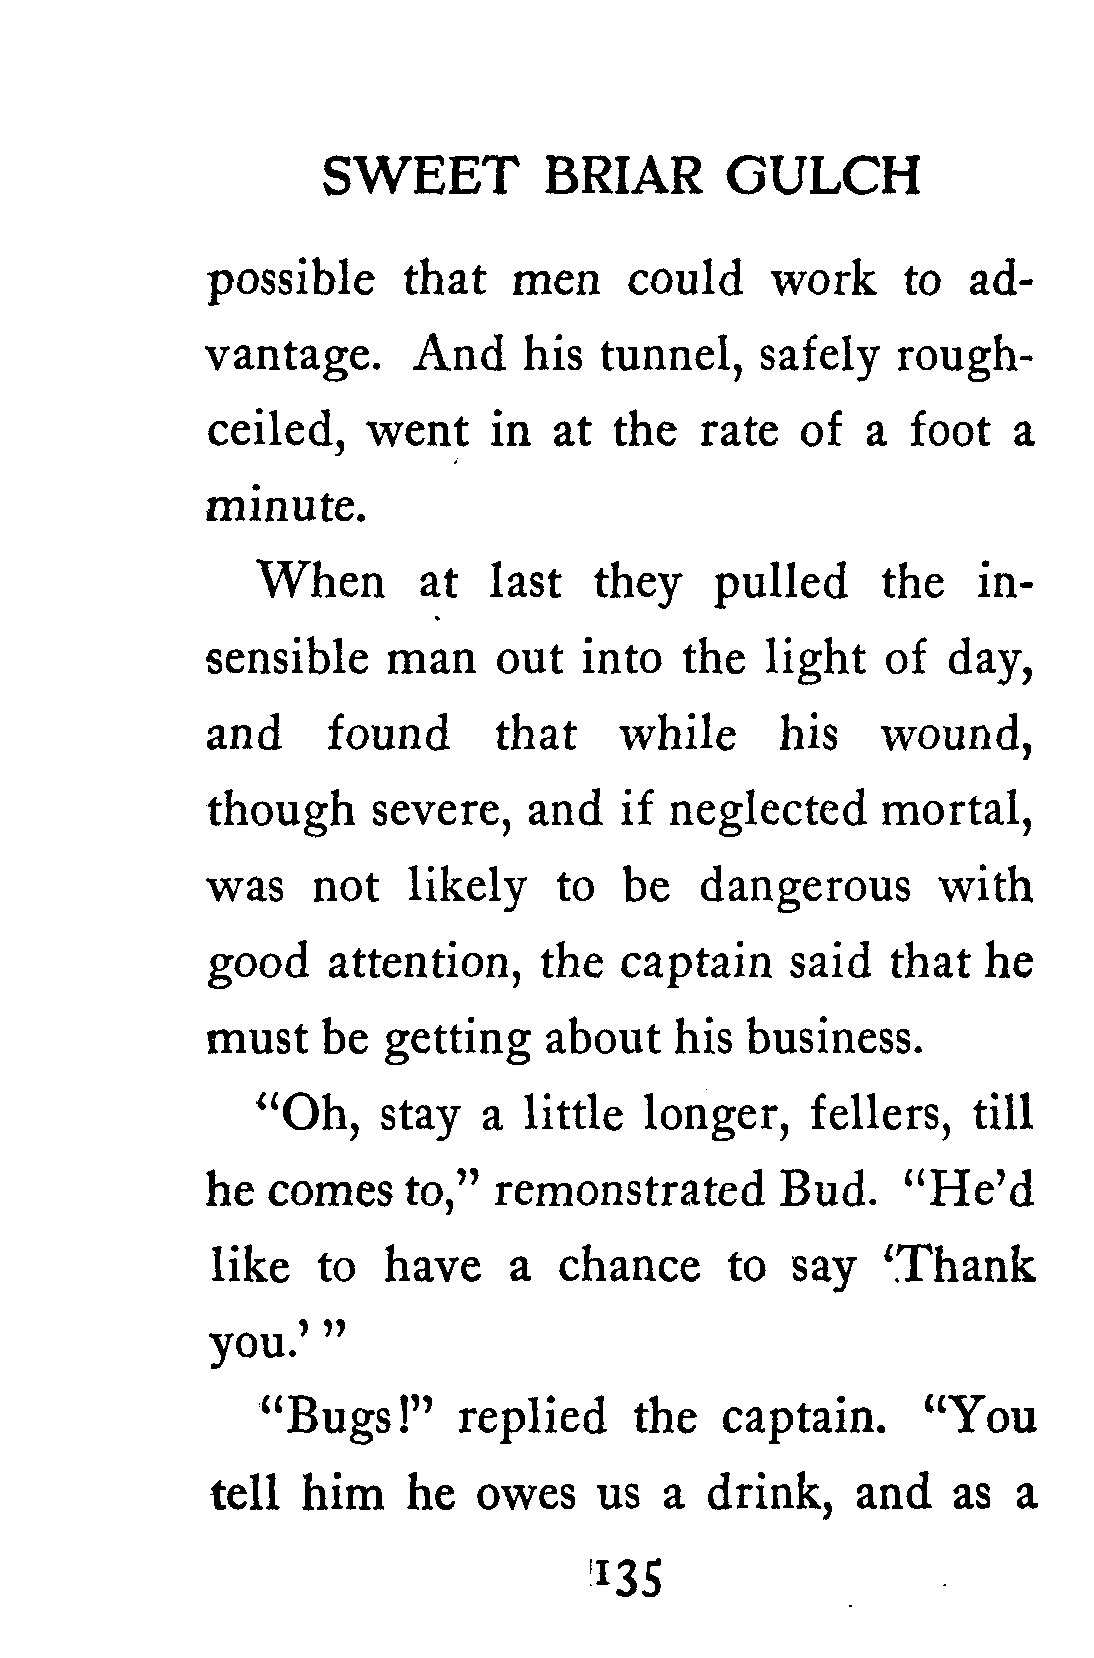 SWEET BRIAR GULCH
possible that men could work to ad-
vantage. And his tunnel, safely rough-
ceiled, went in at the rate of a foot a
minute.
When at last they pulled the in-
sensible man out into the light of day,
and found that while his wound,
though severe, and if neglected mortal,
was not likely to be dangerous with
good attention, the captain said that he
must be getting about his business.
“Oh, stay a little longer, fellers, till
he comes to,” remonstrated Bud. “He’d
like to have a chance to say ‘Thank
you.’ ”
“Bugs!” replied the captain. “You
tell him he owes us a drink, and as a
135